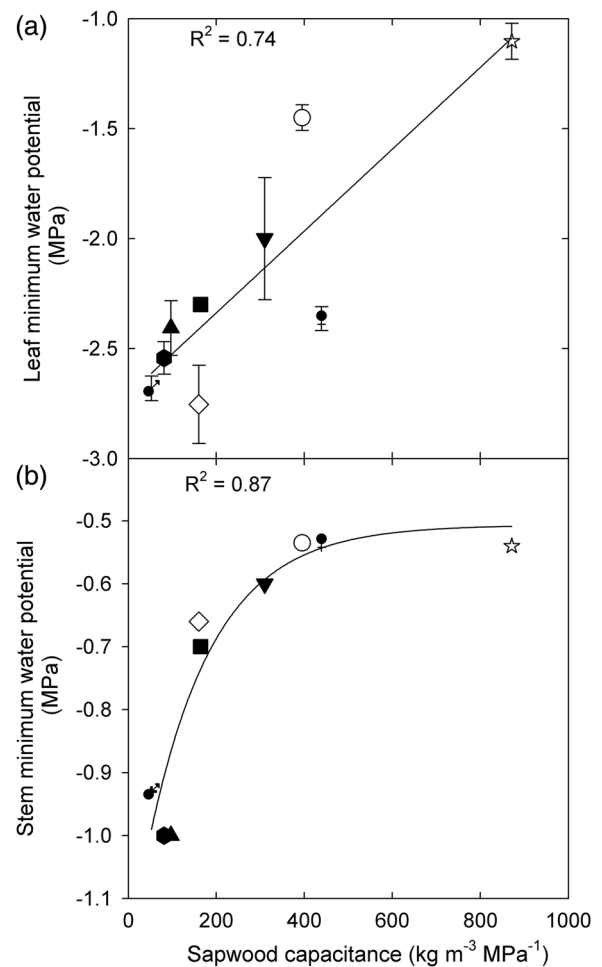 (a)
R² = 0.74
-1.0
-1.5
-2.0
-2.5
-3.0
Leaf minimum water potential
(MPa)
(b)
R² = 0.87
-0.5
-0.6
-0.7
-0.8
-0.9
-1.0
-1.1
Stem minimum water potential
(MPa)
0 200 400 600 800 1000
Sapwood capacitance (kg m⁻³ MPa⁻¹)